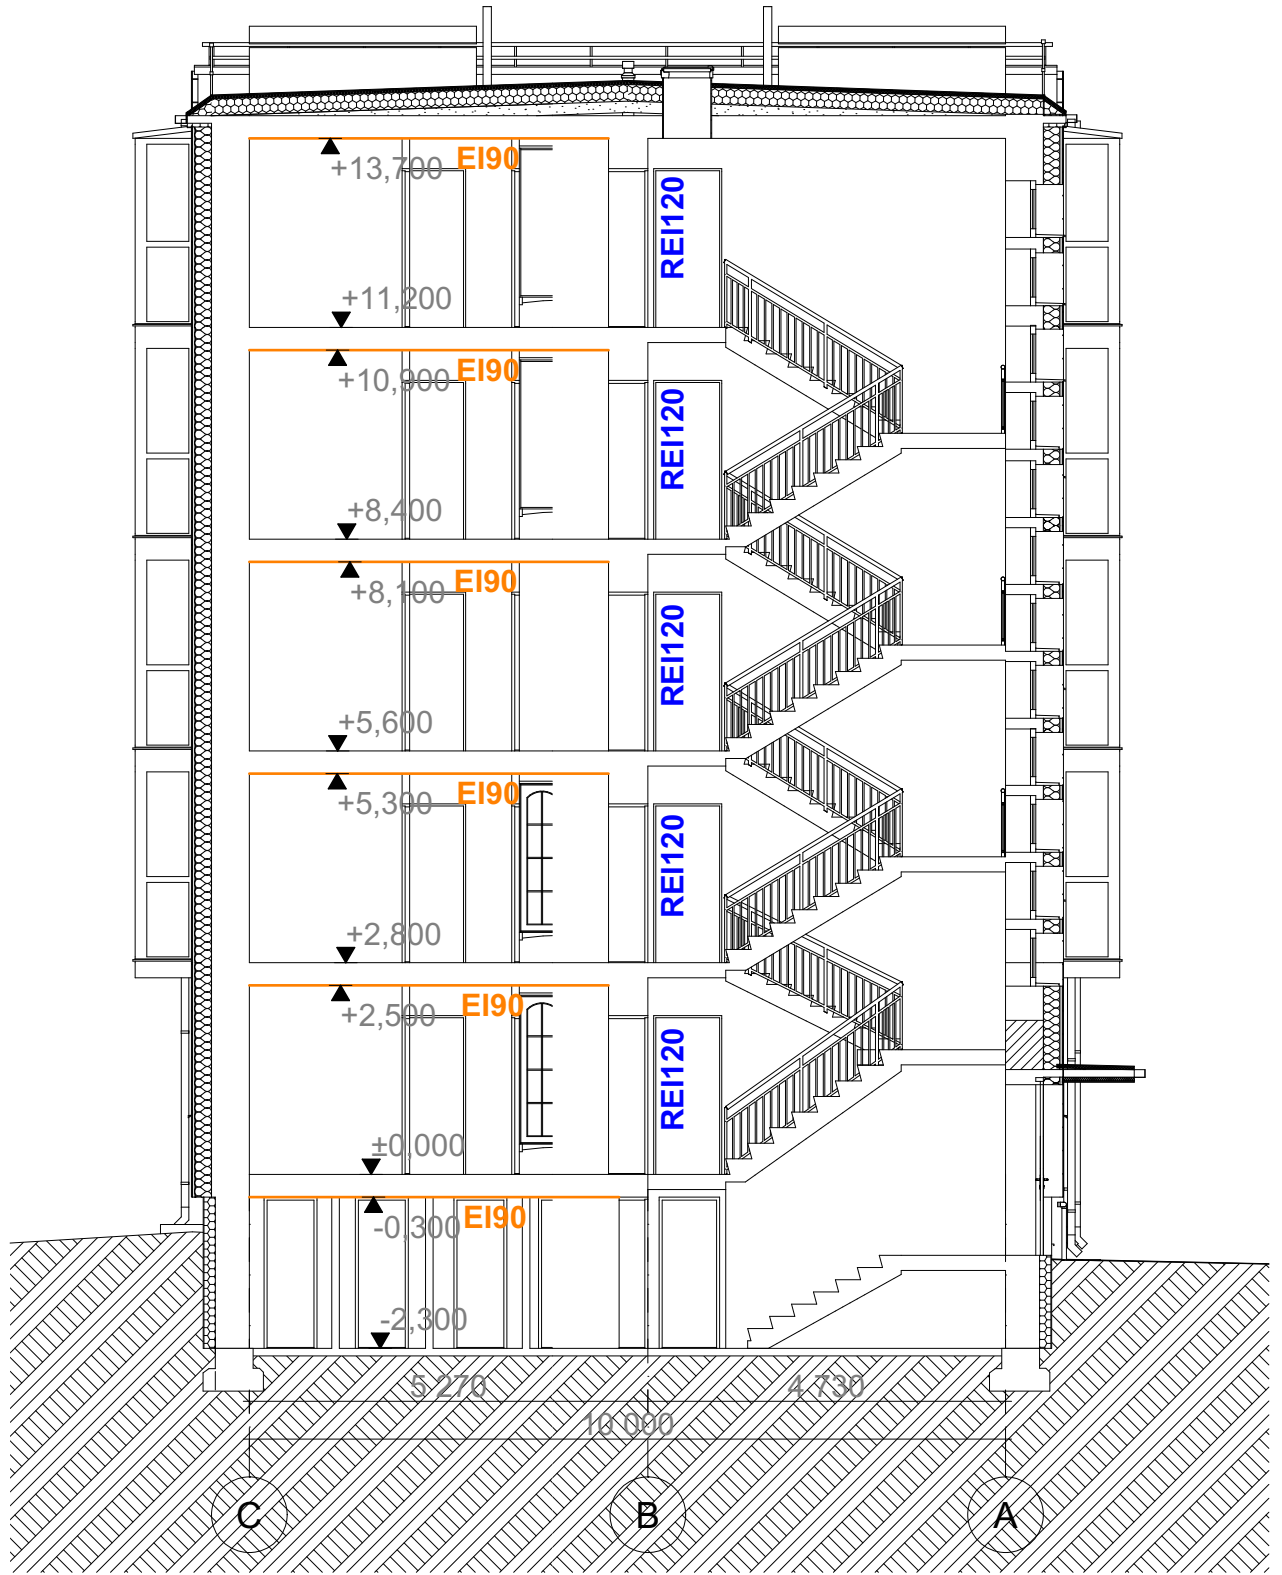 +13,700 EI90
REI120
+11,200
+10,900 EI90
REI120
+8,400
+8,100 EI90
REI120
+5,600
+5,300 EI90
REI120
+2,800
+2,500 EI90
REI120
±0,000
-0,300 EI90
-2,300
5 270 4 730
10 000
C B A